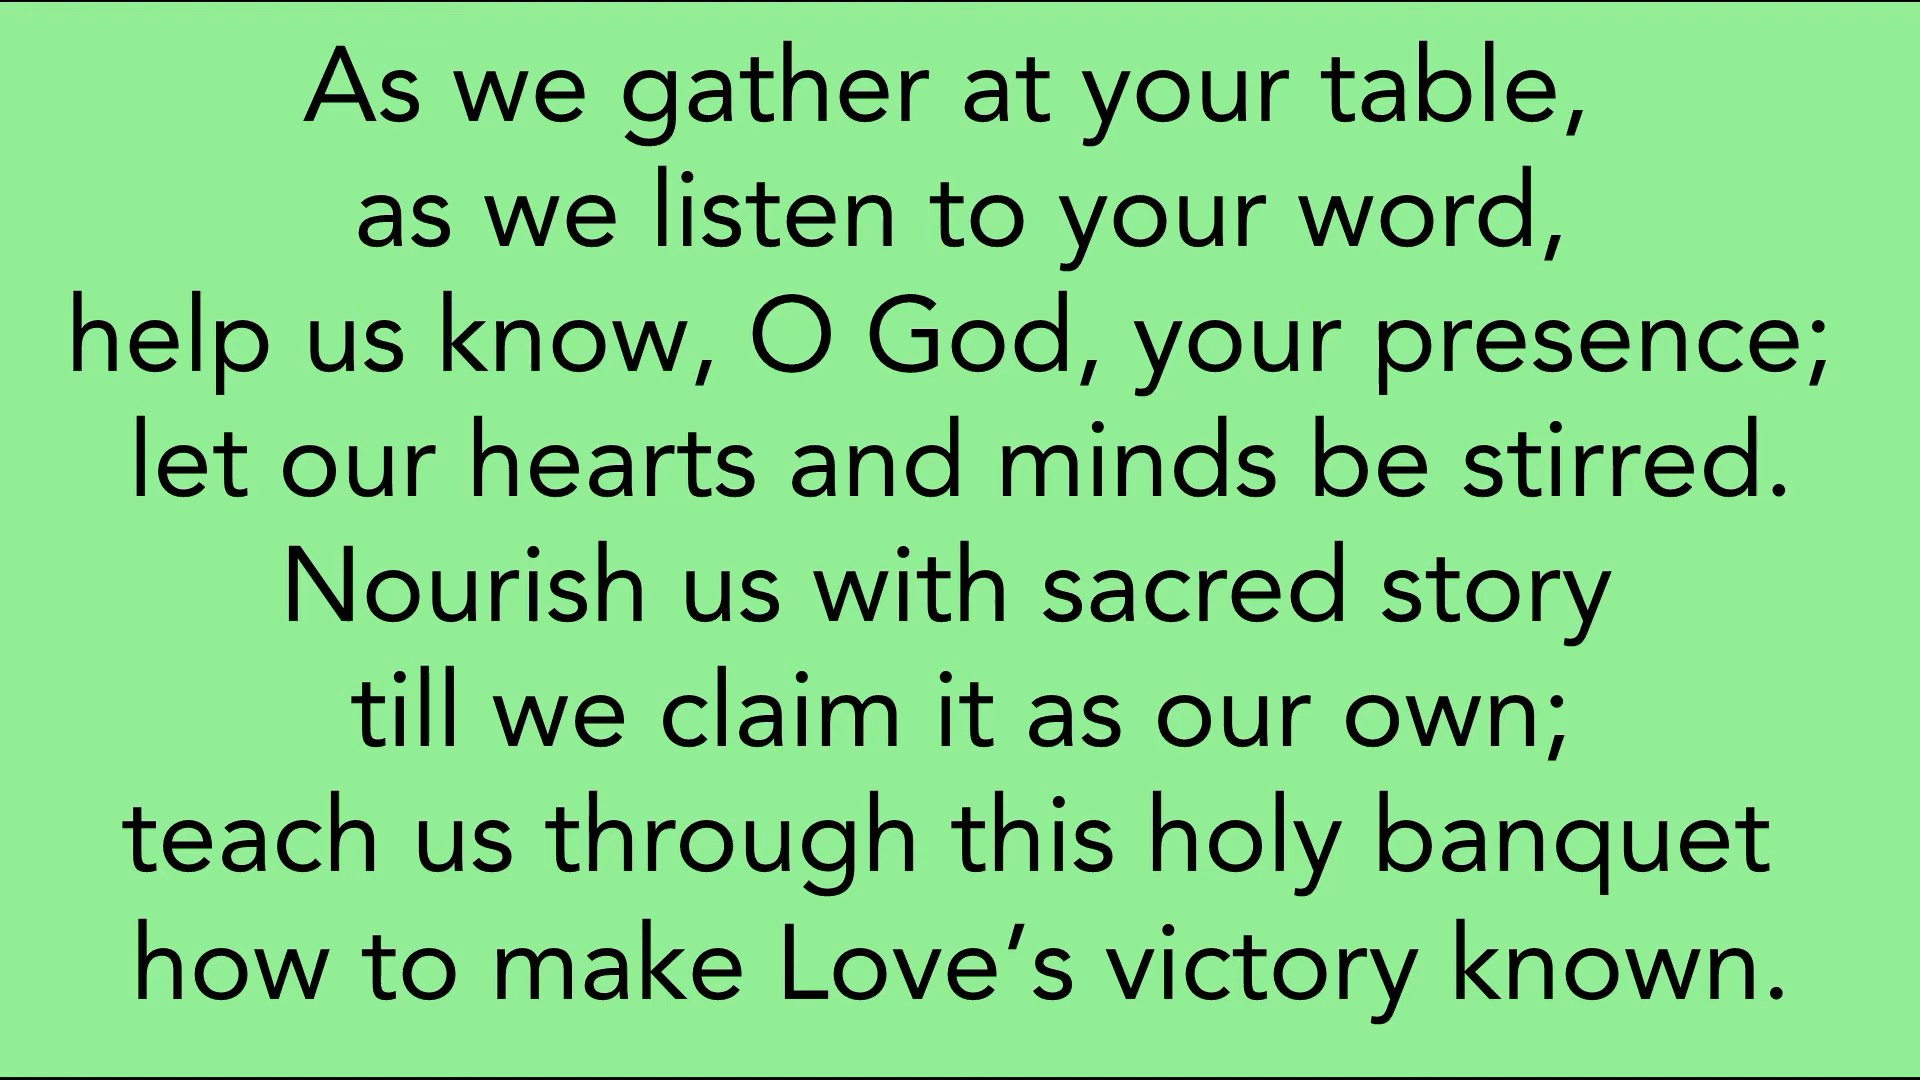 As we gather at your table,
as we listen to your word,
help us know, O God, your presence;
let our hearts and minds be stirred.
Nourish us with sacred story
till we claim it as our own;
teach us through this holy banquet
how to make Love’s victory known.